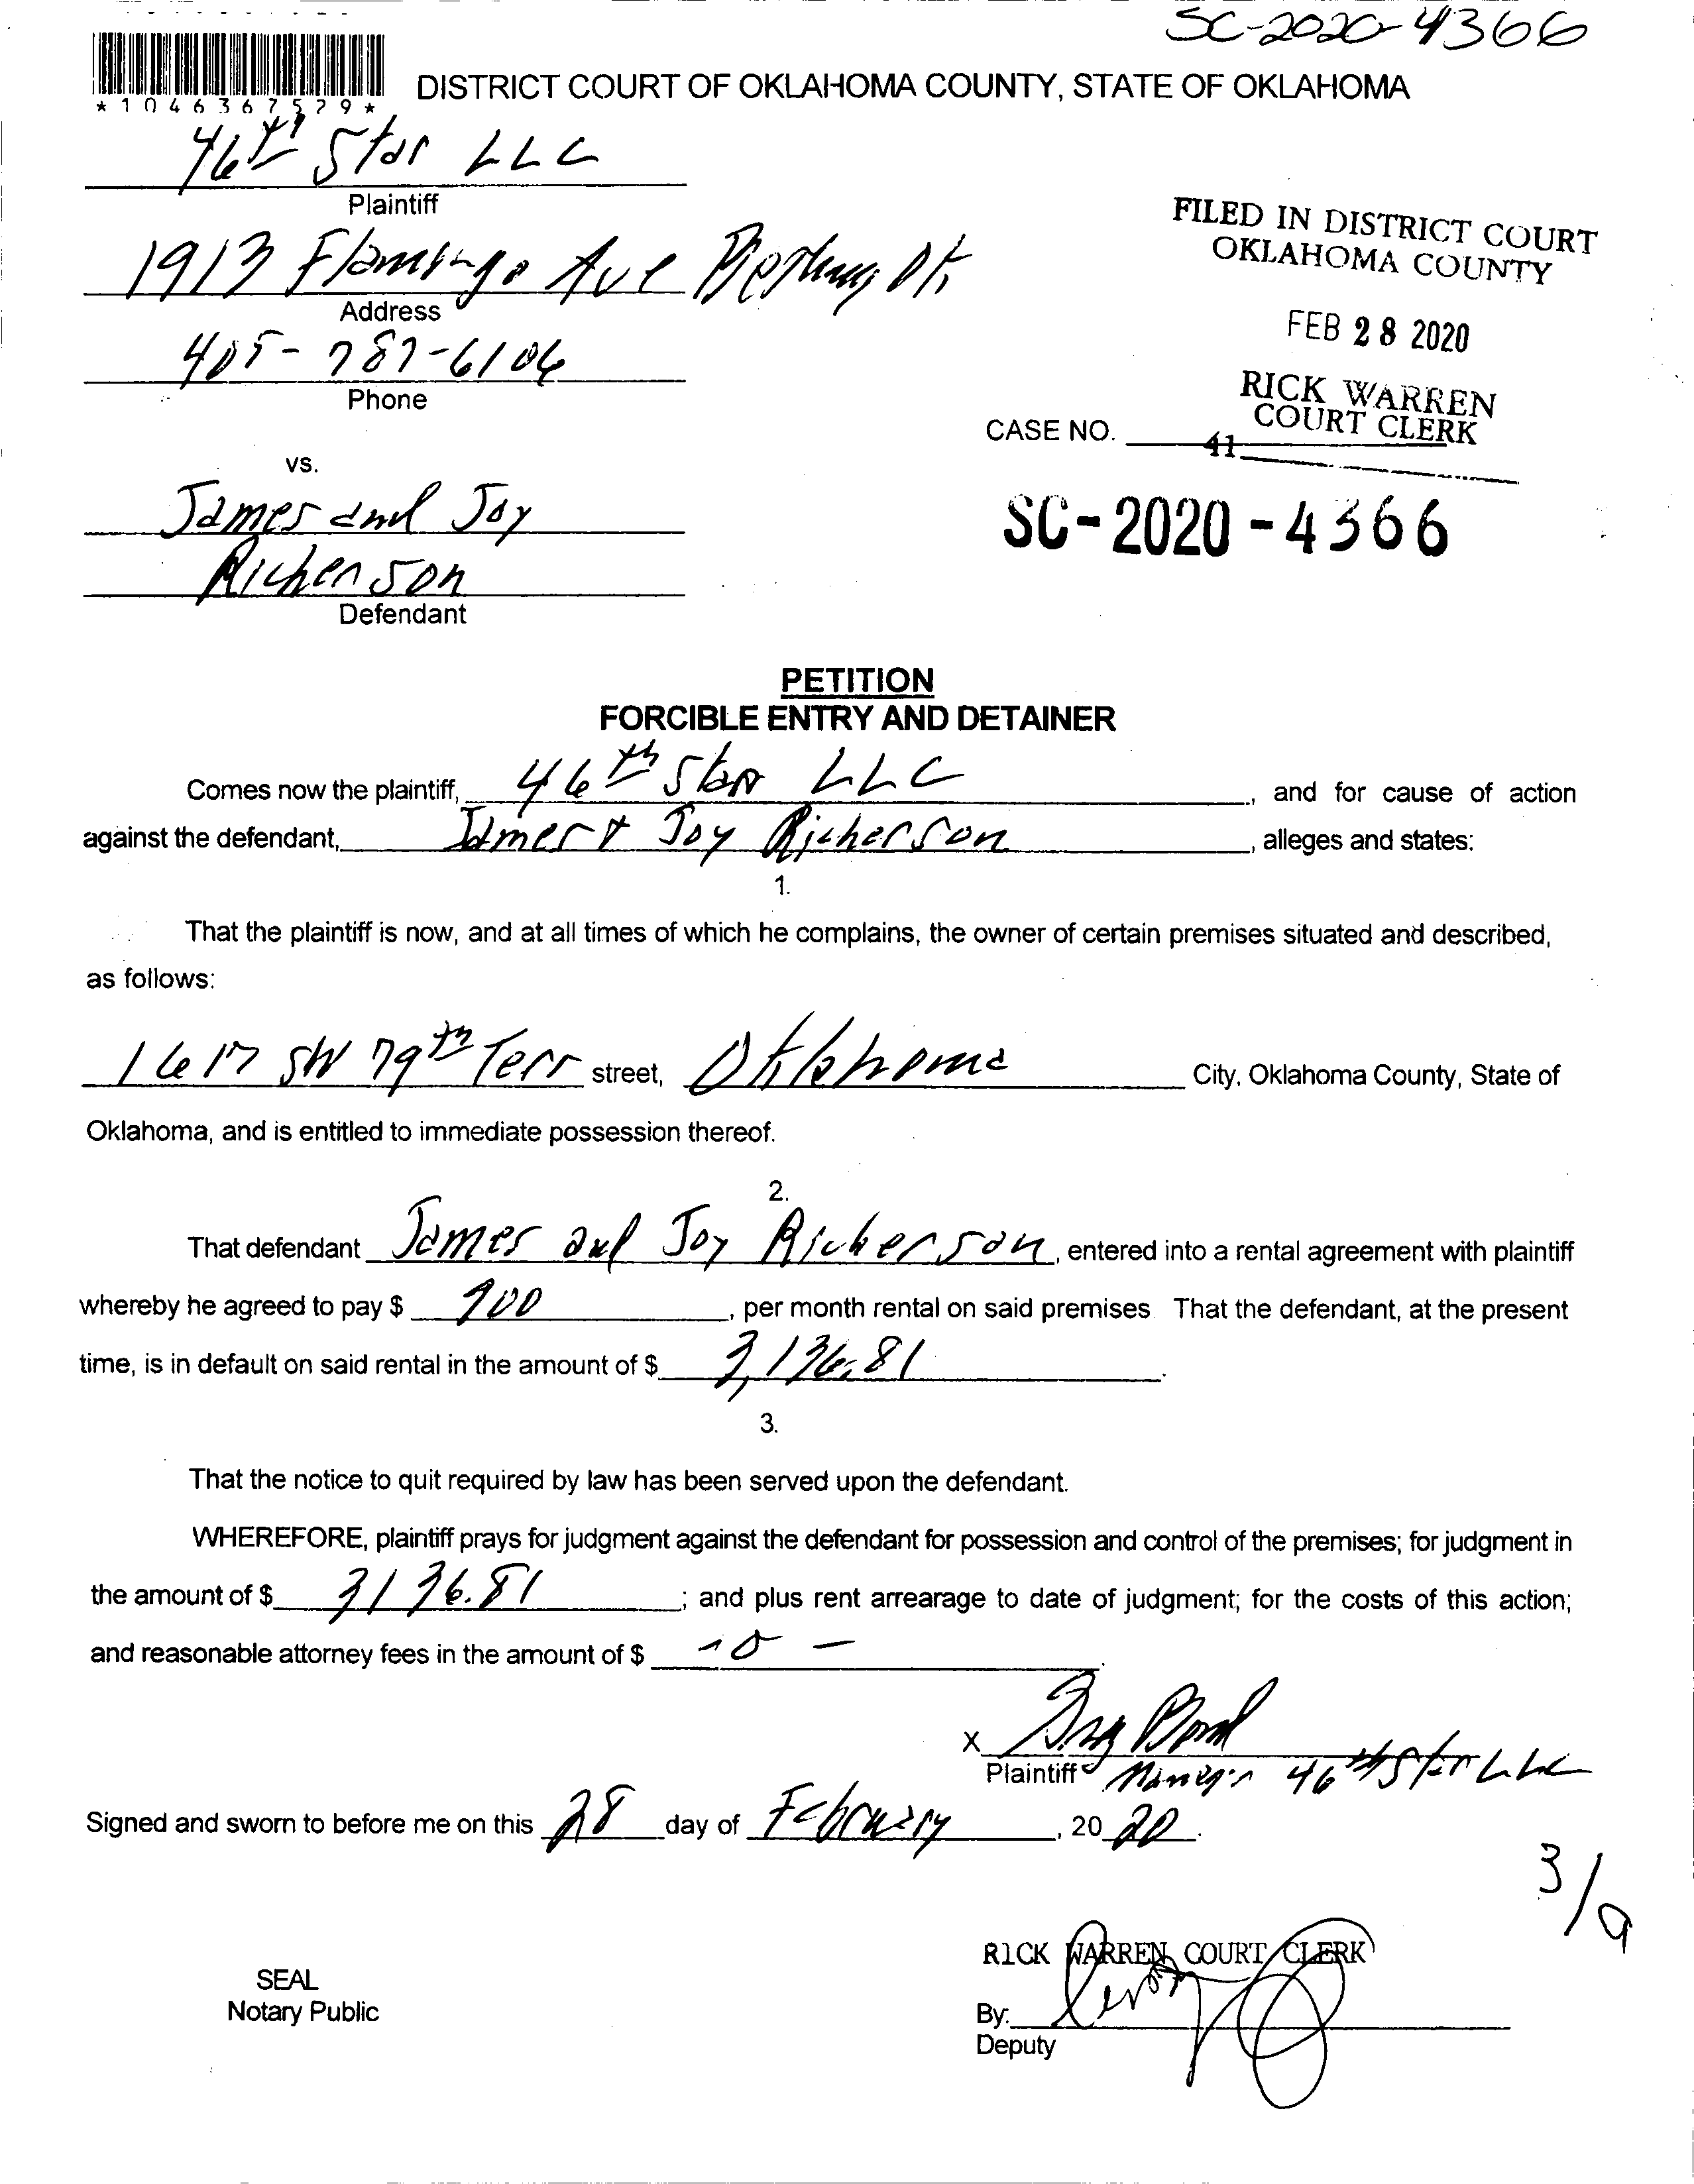 SC-2020-4366
*1046367529*
DISTRICT COURT OF OKLAHOMA COUNTY, STATE OF OKLAHOMA
46th Star LLC
Plaintiff
1913 Flamingo Ave Bethany Ok
Address
FILED IN DISTRICT COURT
OKLAHOMA COUNTY
FEB 28 2020
405-787-6106
Phone
RICK WARREN
COURT CLERK
CASE NO.
41
vs.
James and Joy
SC-2020-4366
Richerson
Defendant
PETITION
FORCIBLE ENTRY AND DETAINER
Comes now the plaintiff, 46th Star LLC, and for cause of action
against the defendant, James + Joy Richerson, alleges and states:
1.
That the plaintiff is now, and at all times of which he complains, the owner of certain premises situated and described,
as follows:
1617 SW 79th Terr street, Oklahoma City, Oklahoma County, State of
Oklahoma, and is entitled to immediate possession thereof.
2.
That defendant James and Joy Richerson, entered into a rental agreement with plaintiff
whereby he agreed to pay $ 900, per month rental on said premises That the defendant, at the present
time, is in default on said rental in the amount of $ 3,136.81.
3.
That the notice to quit required by law has been served upon the defendant.
WHEREFORE, plaintiff prays for judgment against the defendant for possession and control of the premises; for judgment in
the amount of $ 3136.81; and plus rent arrearage to date of judgment; for the costs of this action;
and reasonable attorney fees in the amount of $ -0-.
X
Plaintiff Manager 46th Star LLC
Signed and sworn to before me on this 28 day of February, 2020.
3/9
RICK WARREN COURT CLERK
SEAL
Notary Public
By:
Deputy